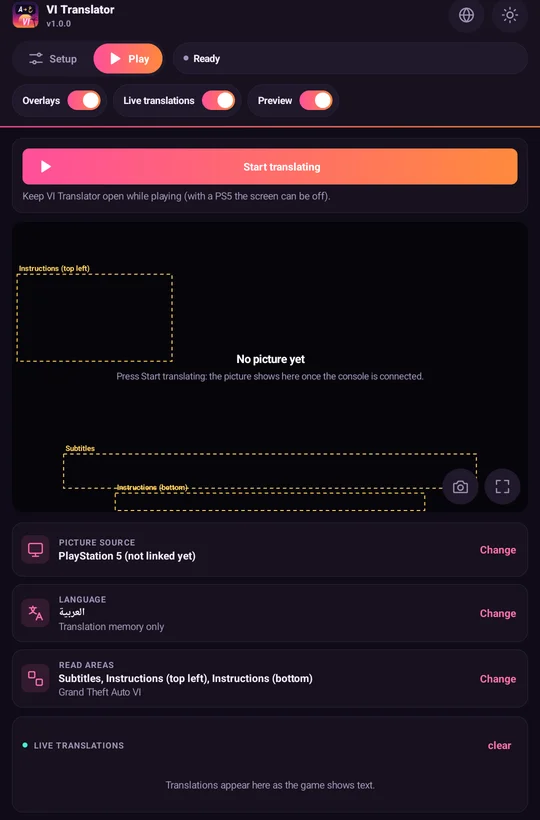 VI Translator
v1.0.0
Setup
Play
Ready
Overlays
Live translations
Preview
Start translating
Keep VI Translator open while playing (with a PS5 the screen can be off).
Instructions (top left)
No picture yet
Press Start translating: the picture shows here once the console is connected.
Subtitles
Instructions (bottom)
PICTURE SOURCE
PlayStation 5 (not linked yet)
Change
LANGUAGE
العربية
Translation memory only
Change
READ AREAS
Subtitles, Instructions (top left), Instructions (bottom)
Grand Theft Auto VI
Change
LIVE TRANSLATIONS
clear
Translations appear here as the game shows text.